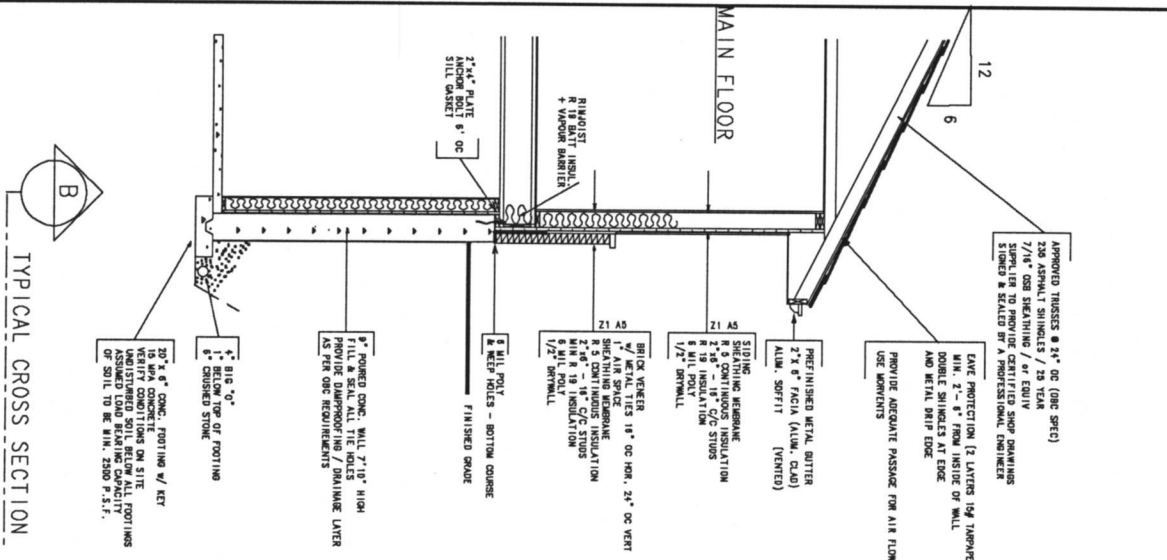 12
6
APPROVED TRUSSES @ 24" OC (OBC SPEC)
235 ASPHALT SHINGLES / 25 YEAR
7/16" OSB SHEATHING / or EQUIV
SUPPLIER TO PROVIDE CERTIFIED SHOP DRAWINGS
SIGNED & SEALED BY A PROFESSIONAL ENGINEER
EAVE PROTECTION (2 LAYERS 15#
MIN. 2'- 6" FROM INSIDE OF WALL
DOUBLE SHINGLES AT EDGE
AND METAL DRIP EDGE
PROVIDE ADEQUATE PASSAGE FOR AIR FLOW
USE MORVENTS
PREFINISHED METAL GUTTER
2"X 6" FACIA (ALUM. CLAD)
ALUM. SOFFIT (VENTED)
MAIN FLOOR
Z1 A5
SIDING
SHEATHING MEMBRANE
R 5 CONTINUOUS INSULATION
2"x6" - 16" C/C STUDS
R 19 INSULATION
6 MIL POLY
1/2" DRYWALL
Z1 A5
BRICK VENEER
w/ METAL TIES 16" OC HOR. 24" OC VERT
1" AIR SPACE
SHEATHING MEMBRANE
R 5 CONTINUOUS INSULATION
2"x6" - 16" C/C STUDS
MIN R 19 INSULATION
6 MIL POLY
1/2" DRYWALL
RIMJOIST
R 19 BATT INSUL.
+ VAPOUR BARRIER
2"x4" PLATE
ANCHOR BOLT 6' OC
SILL GASKET
6 MIL POLY
& WEEP HOLES - BOTTOM COURSE
FINISHED GRADE
9" POURED CONC. WALL 7'10" HIGH
FILL & SEAL ALL TIE HOLES
PROVIDE DAMPROOFING / DRAINAGE LAYER
AS PER OBC REQUIREMENTS
4" BIG "O"
1" BELOW TOP OF FOOTING
6" CRUSHED STONE
20"x 6" CONC. FOOTING w/ KEY
15 MPA CONCRETE
VERIFY CONDITIONS ON SITE
UNDISTURBED SOIL BELOW ALL FOOTINGS
ASSUMED LOAD BEARING CAPACITY
OF SOIL TO BE MIN. 2500 P.S.F.
B
TYPICAL CROSS SECTION